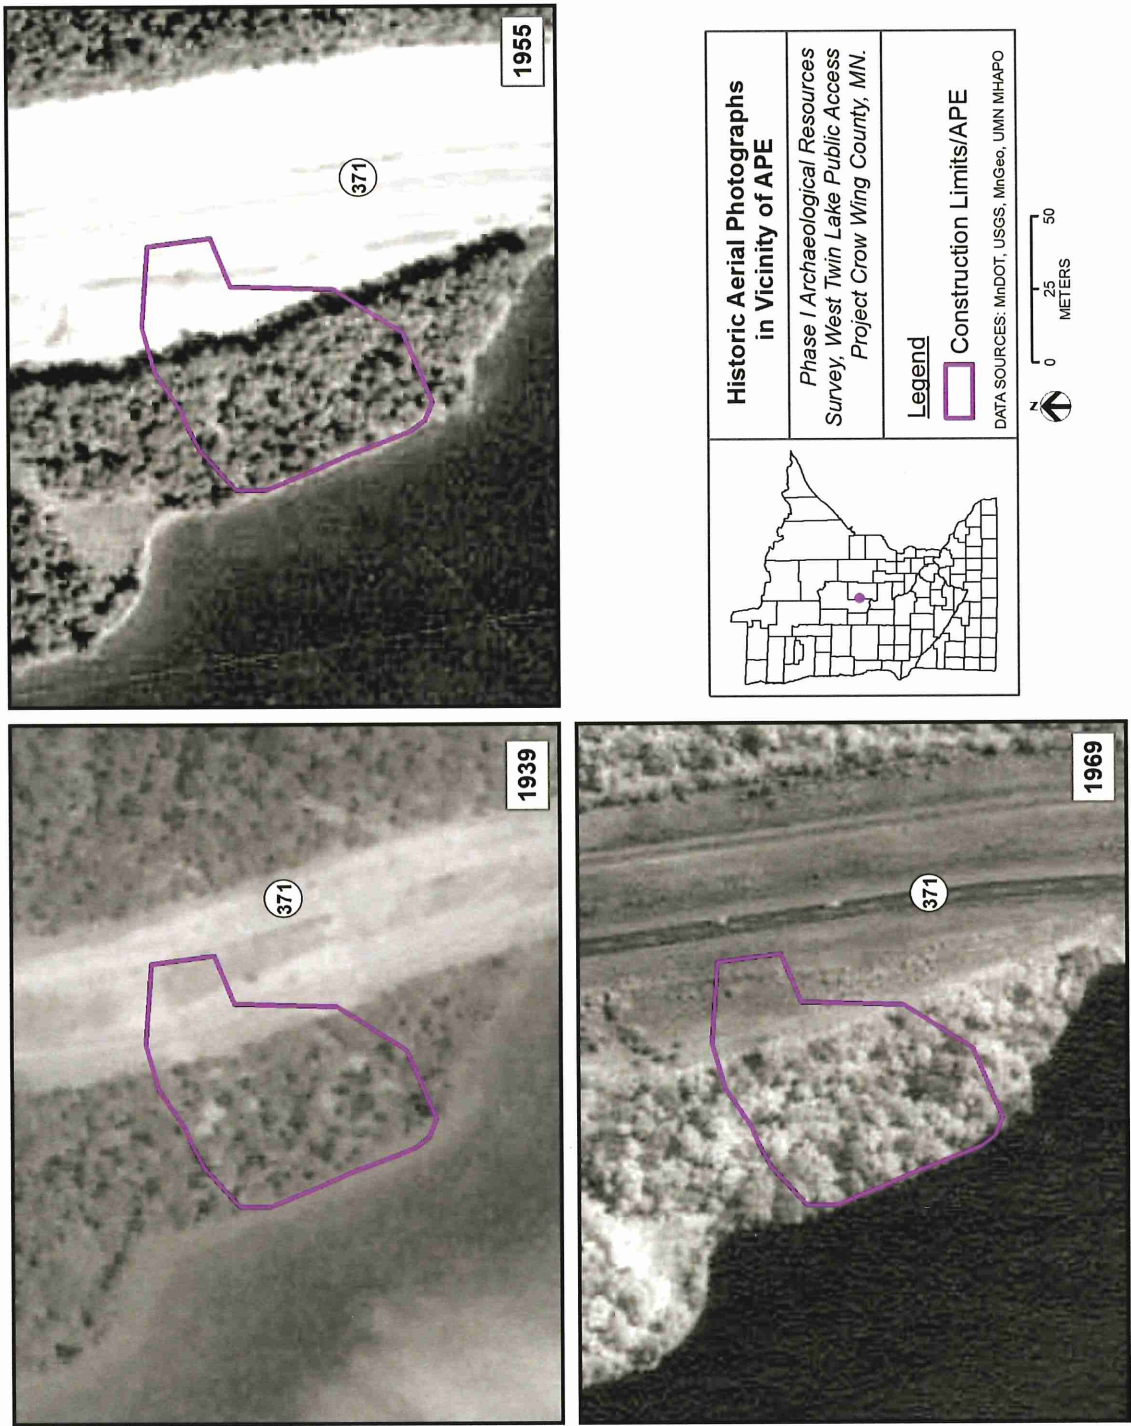 1939
371
1955
371
1969
371
Historic Aerial Photographs
in Vicinity of APE
Phase I Archaeological Resources
Survey, West Twin Lake Public Access
Project Crow Wing County, MN.
Legend
Construction Limits/APE
DATA SOURCES: MnDOT, USGS, MnGeo, UMN MHAPO
N
0 25 50
METERS